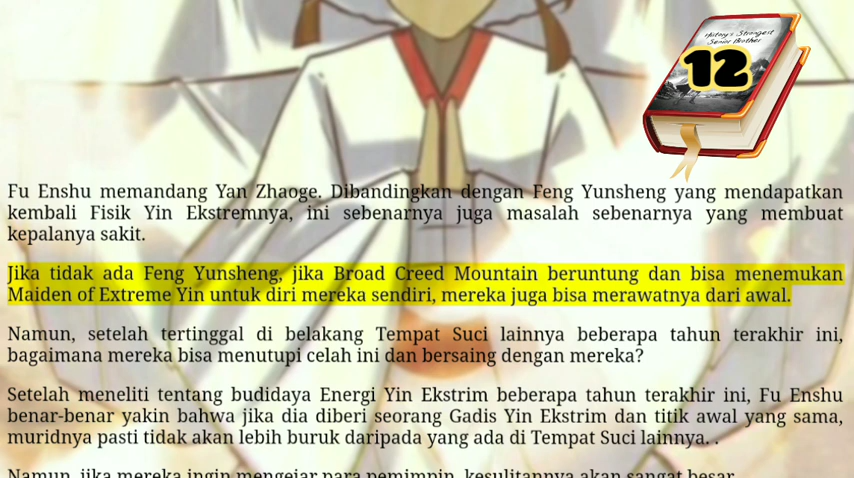 History's Strongest
Senior Brother
12
Fu Enshu memandang Yan Zhaoge. Dibandingkan dengan Feng Yunsheng yang mendapatkan
kembali Fisik Yin Ekstremnya, ini sebenarnya juga masalah sebenarnya yang membuat
kepalanya sakit.
Jika tidak ada Feng Yunsheng, jika Broad Creed Mountain beruntung dan bisa menemukan
Maiden of Extreme Yin untuk diri mereka sendiri, mereka juga bisa merawatnya dari awal.
Namun, setelah tertinggal di belakang Tempat Suci lainnya beberapa tahun terakhir ini,
bagaimana mereka bisa menutupi celah ini dan bersaing dengan mereka?
Setelah meneliti tentang budidaya Energi Yin Ekstrim beberapa tahun terakhir ini, Fu Enshu
benar-benar yakin bahwa jika dia diberi seorang Gadis Yin Ekstrim dan titik awal yang sama,
muridnya pasti tidak akan lebih buruk daripada yang ada di Tempat Suci lainnya. .
Namun, jika mereka ingin mengejar para pemimpin, kesulitannya akan sangat besar.